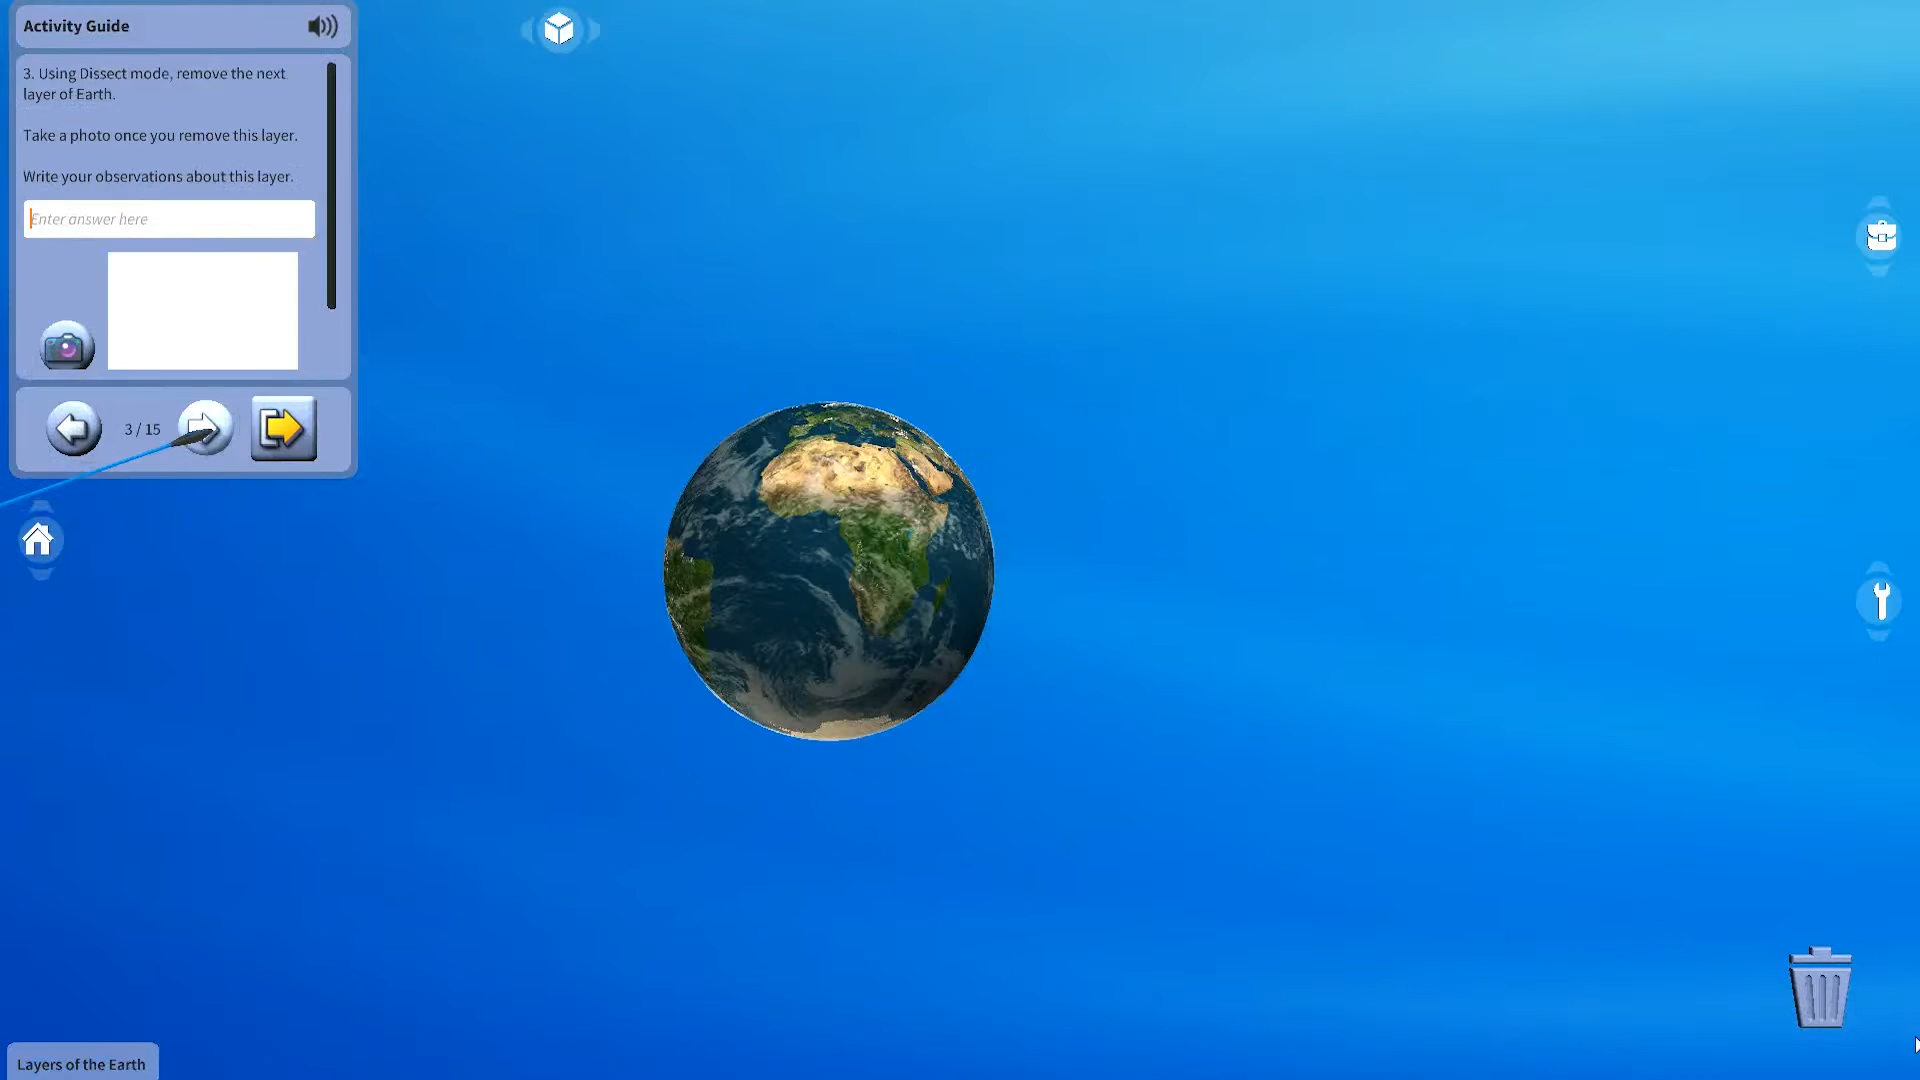 Activity Guide
3. Using Dissect mode, remove the next
layer of Earth.
Take a photo once you remove this layer.
Write your observations about this layer.
Enter answer here
3 / 15
Layers of the Earth